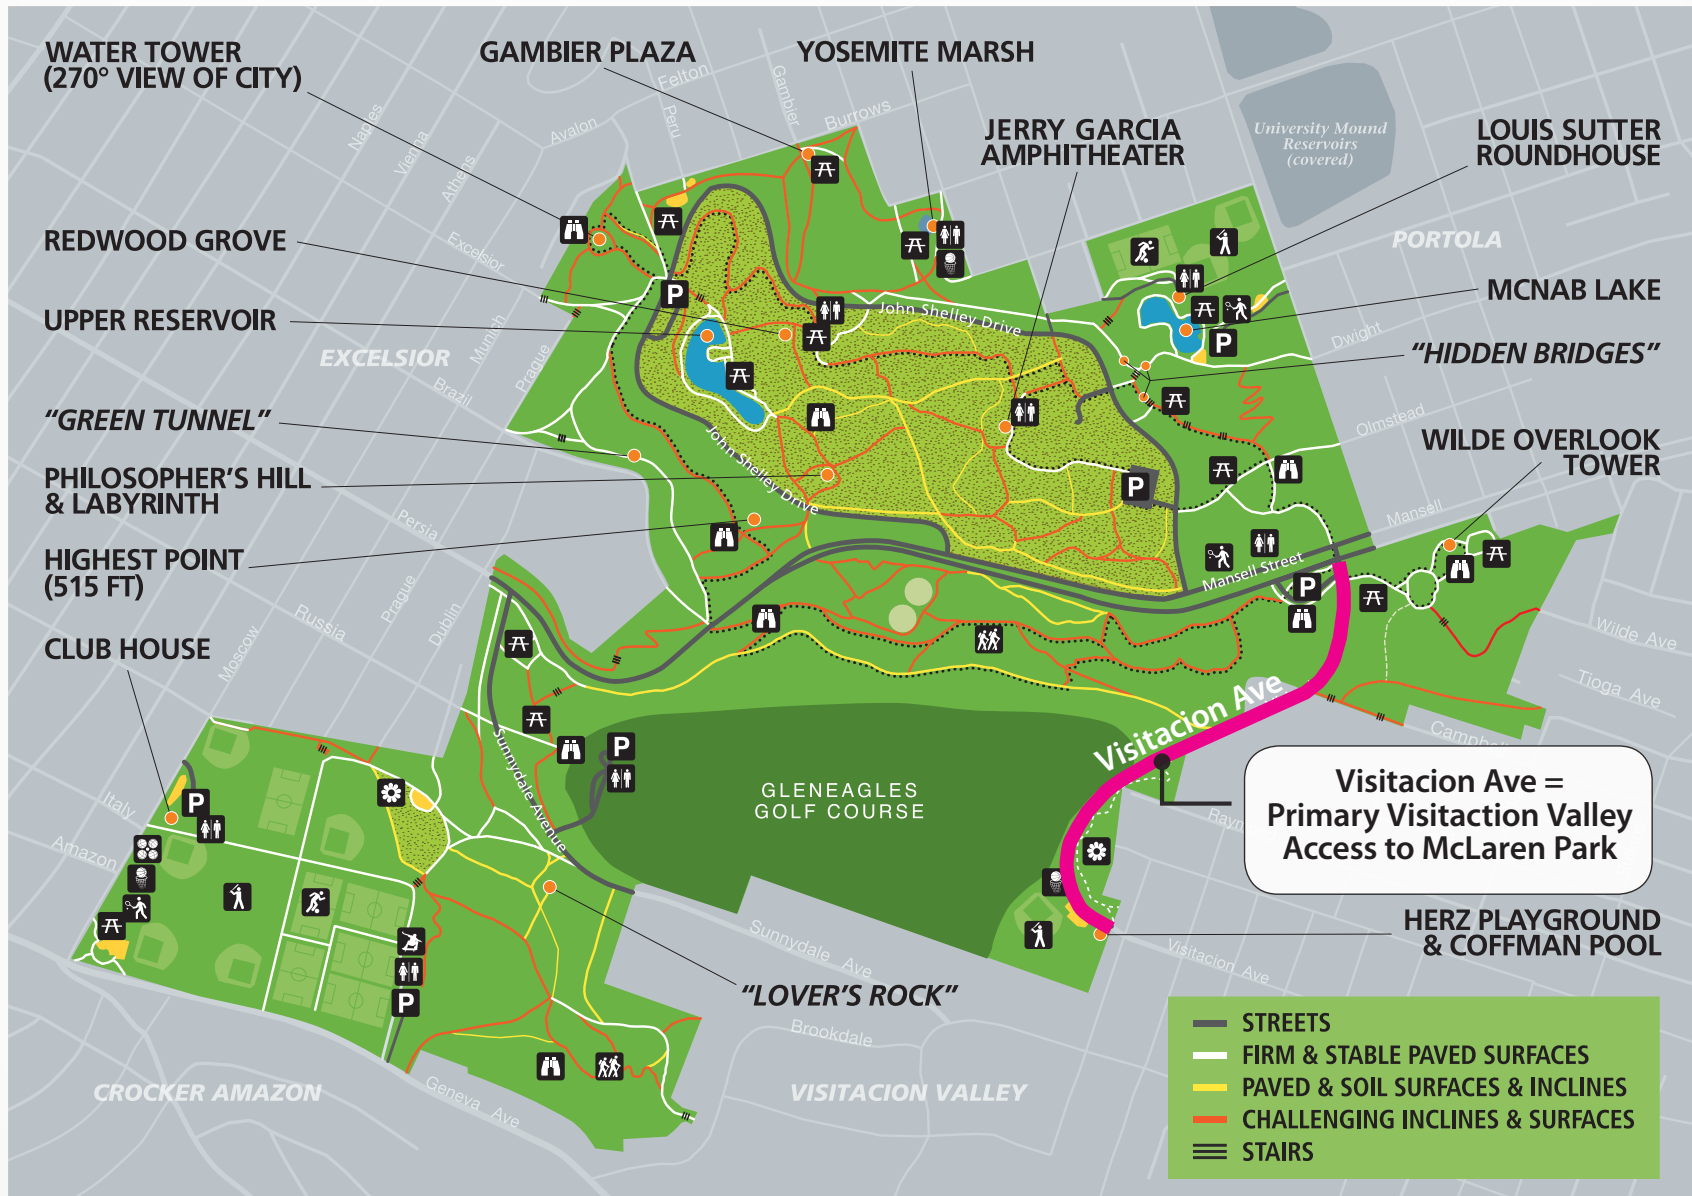 WATER TOWER
(270° VIEW OF CITY)
GAMBIER PLAZA
YOSEMITE MARSH
JERRY GARCIA
AMPHITHEATER
LOUIS SUTTER
ROUNDHOUSE
University Mound
Reservoirs
(covered)
Felton
Gambier
Burrows
Peru
Avalon
Naples
Vienna
Athens
Excelsior
REDWOOD GROVE
PORTOLA
MCNAB LAKE
UPPER RESERVOIR
P
John Shelley Drive
P
Dwight
EXCELSIOR
Munich
Prague
Brazil
"HIDDEN BRIDGES"
"GREEN TUNNEL"
Olmstead
WILDE OVERLOOK
TOWER
John Shelley Drive
PHILOSOPHER'S HILL
& LABYRINTH
P
Mansell
Persia
HIGHEST POINT
(515 FT)
Mansell Street
P
Prague
Russia
Dublin
Moscow
CLUB HOUSE
Wilde Ave
Tioga Ave
Visitacion Ave
Sunnydale Avenue
P
GLENEAGLES
GOLF COURSE
Visitacion Ave =
Primary Visitaction Valley
Access to McLaren Park
Italy
P
Amazon
HERZ PLAYGROUND
& COFFMAN POOL
Sunnydale Ave
Visitacion Ave
P
"LOVER'S ROCK"
Brookdale
CROCKER AMAZON
Geneva Ave
VISITACION VALLEY
STREETS
FIRM & STABLE PAVED SURFACES
PAVED & SOIL SURFACES & INCLINES
CHALLENGING INCLINES & SURFACES
STAIRS